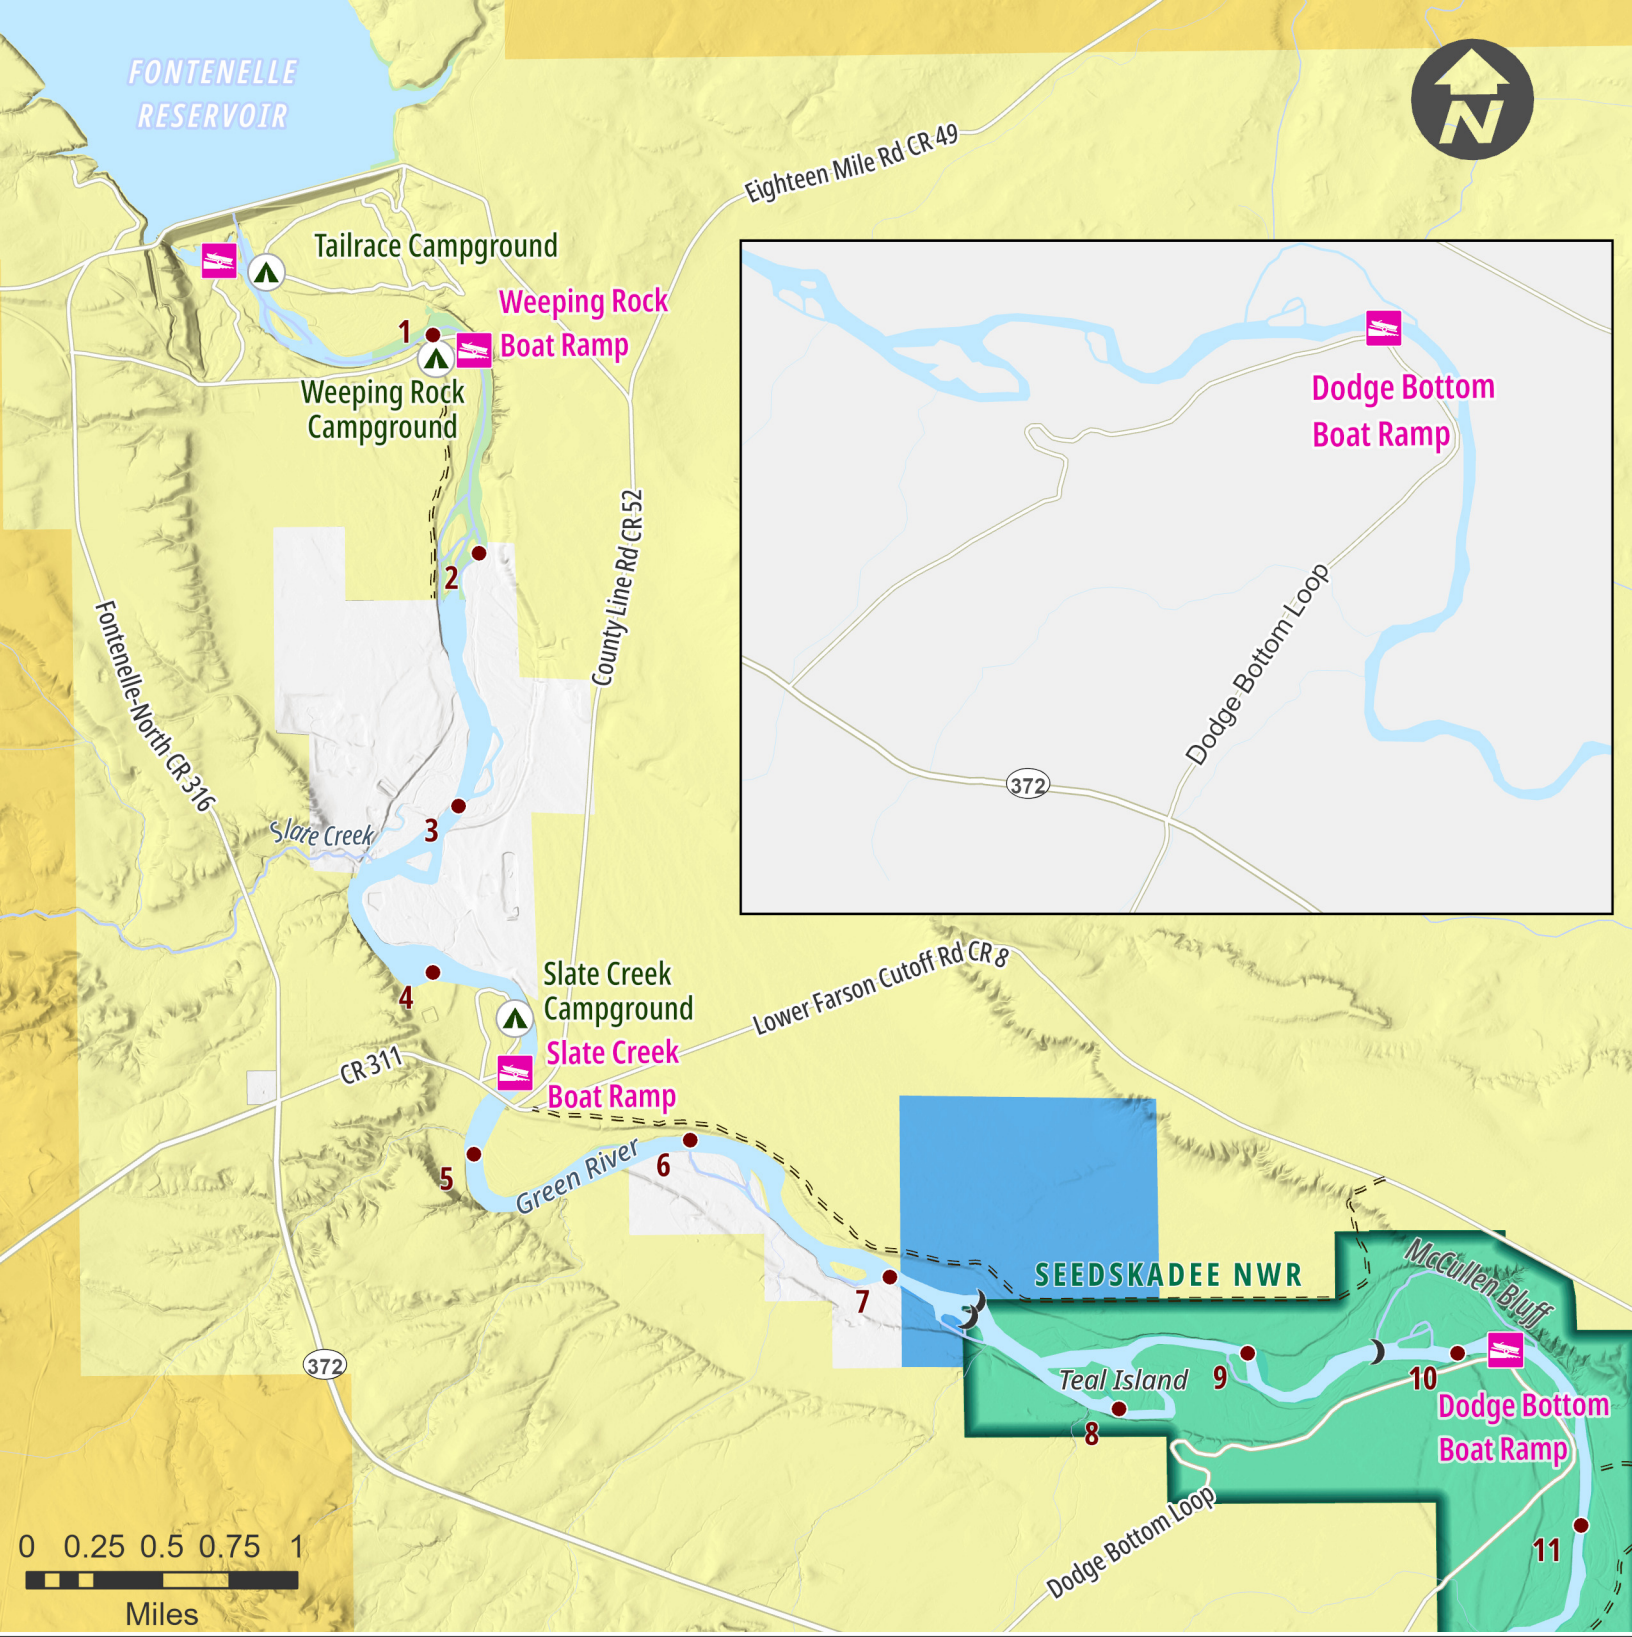 FONTENELLE
RESERVOIR
N
Eighteen Mile Rd CR 49
Tailrace Campground
Weeping Rock
Boat Ramp
1
Weeping Rock
Campground
Dodge Bottom
Boat Ramp
County Line Rd CR 52
2
Dodge Bottom Loop
Fontenelle-North CR 316
372
Slate Creek
3
4
Slate Creek
Campground
Lower Farson Cutoff Rd CR 8
CR 311
Slate Creek
Boat Ramp
5
Green River
6
7
SEEDSKADEE NWR
McCullen Bluff
372
Teal Island
8
9
10
Dodge Bottom
Boat Ramp
Dodge Bottom Loop
11
0 0.25 0.5 0.75 1
Miles